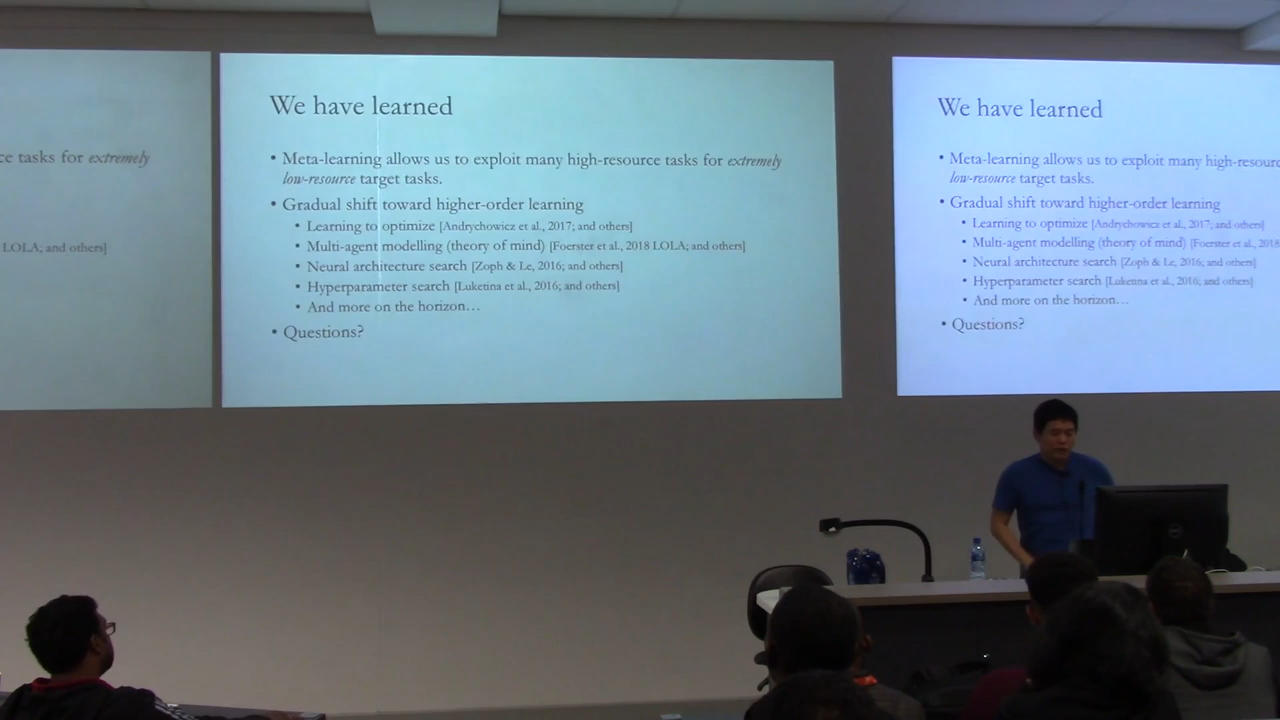 ce tasks for extremely
LOLA; and others]
We have learned
• Meta-learning allows us to exploit many high-resource tasks for extremely
low-resource target tasks.
• Gradual shift toward higher-order learning
• Learning to optimize [Andrychowicz et al., 2017; and others]
• Multi-agent modelling (theory of mind) [Foerster et al., 2018 LOLA; and others]
• Neural architecture search [Zoph & Le, 2016; and others]
• Hyperparameter search [Luketina et al., 2016; and others]
• And more on the horizon…
• Questions?
We have learned
• Meta-learning allows us to exploit many high-resourc
low-resource target tasks.
• Gradual shift toward higher-order learning
• Learning to optimize [Andrychowicz et al., 2017; and others]
• Multi-agent modelling (theory of mind) [Foerster et al., 2018
• Neural architecture search [Zoph & Le, 2016; and others]
• Hyperparameter search [Luketina et al., 2016; and others]
• And more on the horizon…
• Questions?